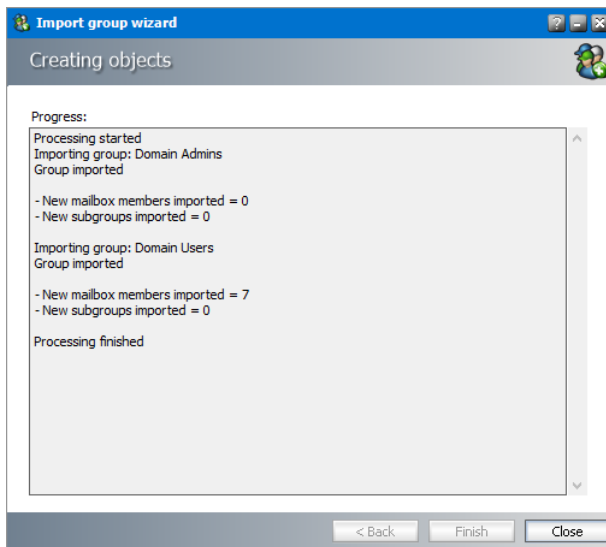 Import group wizard
Creating objects
Progress:
Processing started
Importing group: Domain Admins
Group imported
- New mailbox members imported = 0
- New subgroups imported = 0
Importing group: Domain Users
Group imported
- New mailbox members imported = 7
- New subgroups imported = 0
Processing finished
< Back
Finish
Close